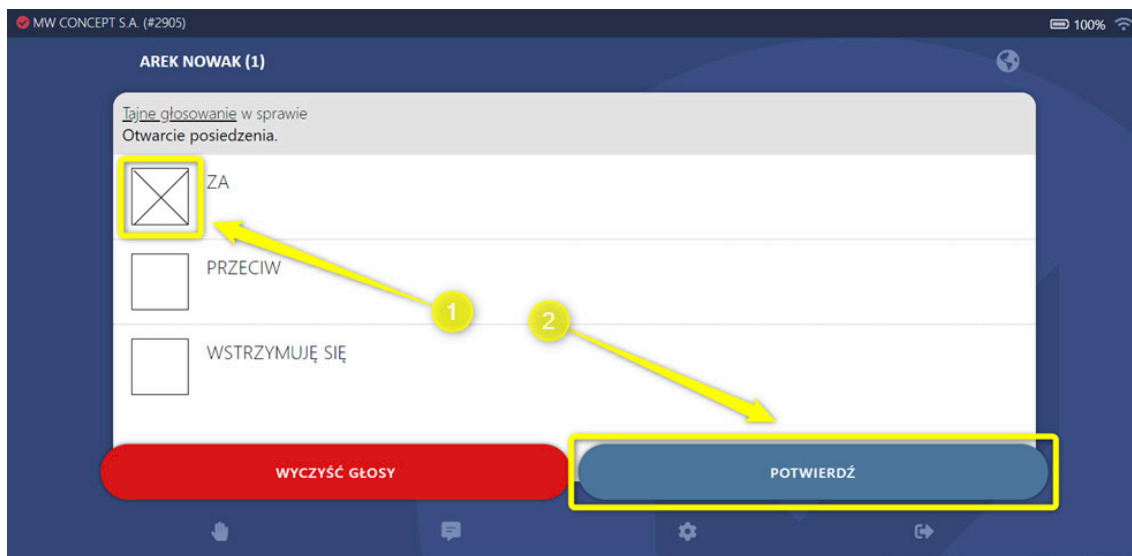 MW CONCEPT S.A. (#2905)
100%
AREK NOWAK (1)
Tajne głosowanie w sprawie
Otwarcie posiedzenia.
ZA
PRZECIW
1
2
WSTRZYMUJĘ SIĘ
WYCZYŚĆ GŁOSY
POTWIERDŹ